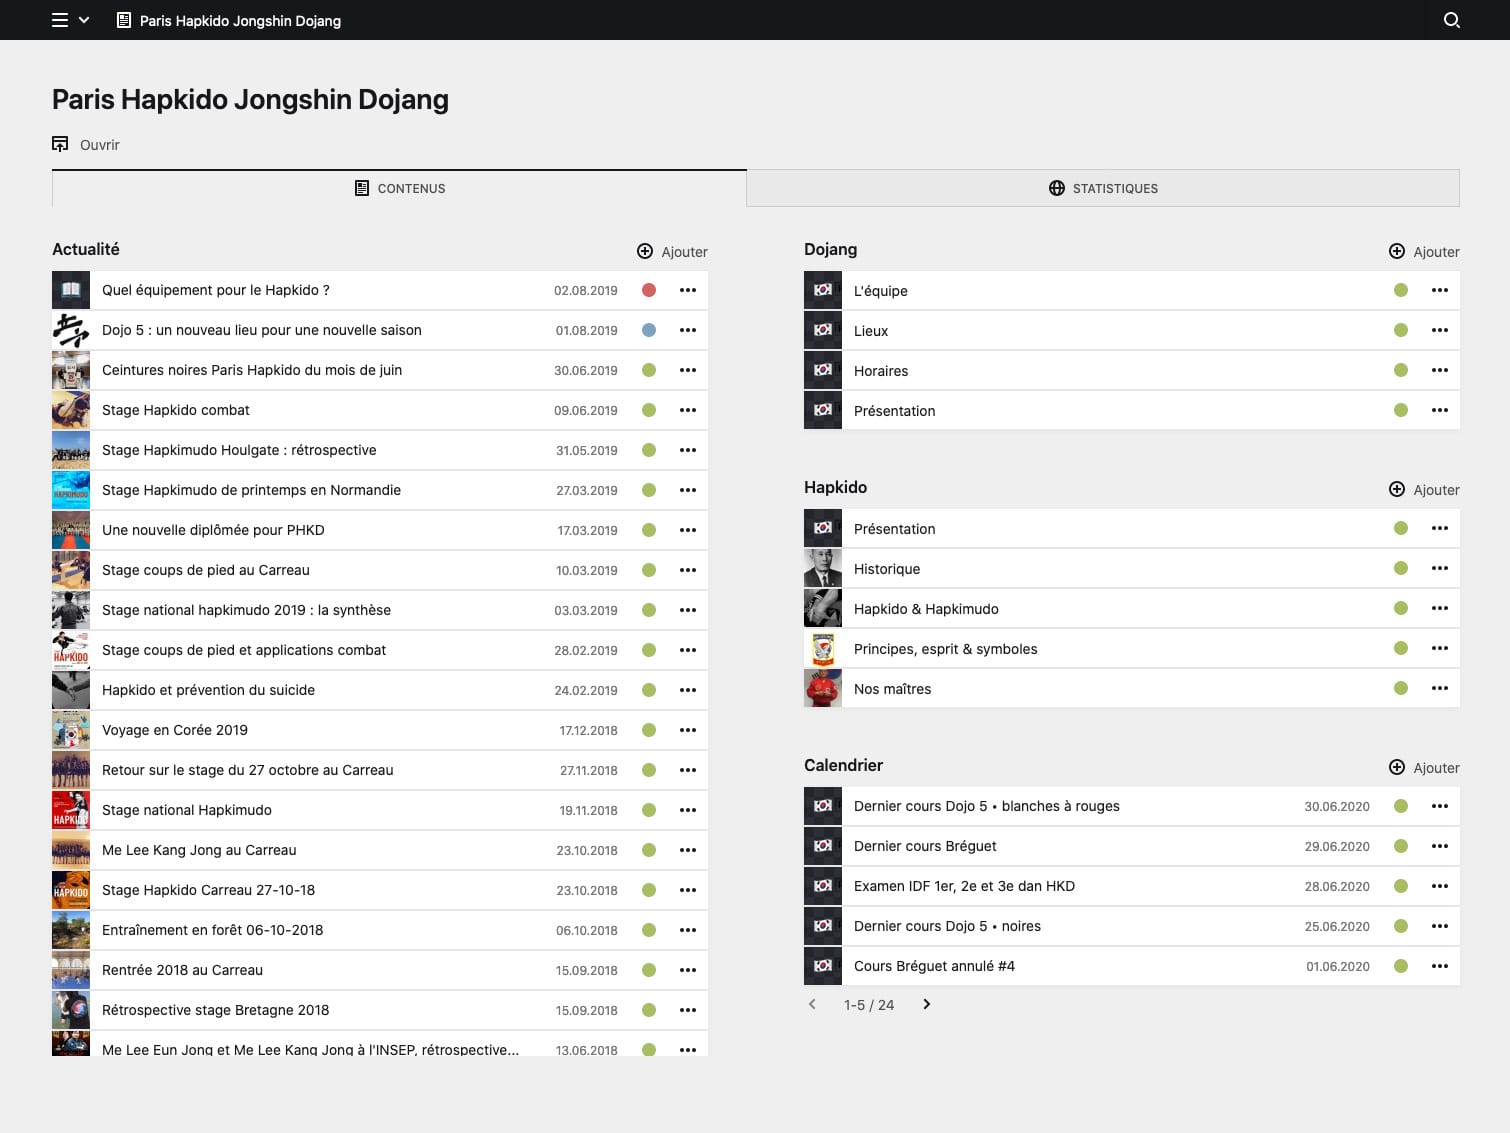 Paris Hapkido Jongshin Dojang
Paris Hapkido Jongshin Dojang
Ouvrir
CONTENUS
STATISTIQUES
Actualité
Ajouter
Quel équipement pour le Hapkido ? 02.08.2019
Dojo 5 : un nouveau lieu pour une nouvelle saison 01.08.2019
Ceintures noires Paris Hapkido du mois de juin 30.06.2019
Stage Hapkido combat 09.06.2019
Stage Hapkimudo Houlgate : rétrospective 31.05.2019
Stage Hapkimudo de printemps en Normandie 27.03.2019
HAPKIMUDO
Une nouvelle diplômée pour PHKD 17.03.2019
Stage coups de pied au Carreau 10.03.2019
Stage national hapkimudo 2019 : la synthèse 03.03.2019
Stage coups de pied et applications combat 28.02.2019
HAPKIDO
Hapkido et prévention du suicide 24.02.2019
Voyage en Corée 2019 17.12.2018
Retour sur le stage du 27 octobre au Carreau 27.11.2018
Stage national Hapkimudo 19.11.2018
HAPKI
Me Lee Kang Jong au Carreau 23.10.2018
Stage Hapkido Carreau 27-10-18 23.10.2018
HAPKIDO
Entraînement en forêt 06-10-2018 06.10.2018
Rentrée 2018 au Carreau 15.09.2018
Rétrospective stage Bretagne 2018 15.09.2018
Me Lee Eun Jong et Me Lee Kang Jong à l'INSEP, rétrospective... 13.06.2018
Dojang
Ajouter
L'équipe
Lieux
Horaires
Présentation
Hapkido
Ajouter
Présentation
Historique
Hapkido & Hapkimudo
Principes, esprit & symboles
Nos maîtres
Calendrier
Ajouter
Dernier cours Dojo 5 • blanches à rouges 30.06.2020
Dernier cours Bréguet 29.06.2020
Examen IDF 1er, 2e et 3e dan HKD 28.06.2020
Dernier cours Dojo 5 • noires 25.06.2020
Cours Bréguet annulé #4 01.06.2020
1-5 / 24